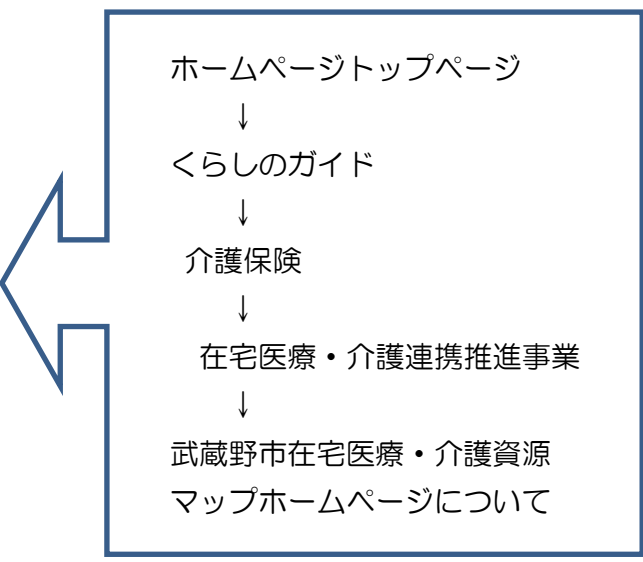 ホームページトップページ
↓
くらしのガイド
↓
介護保険
↓
在宅医療・介護連携推進事業
↓
武蔵野市在宅医療・介護資源
マップホームページについて